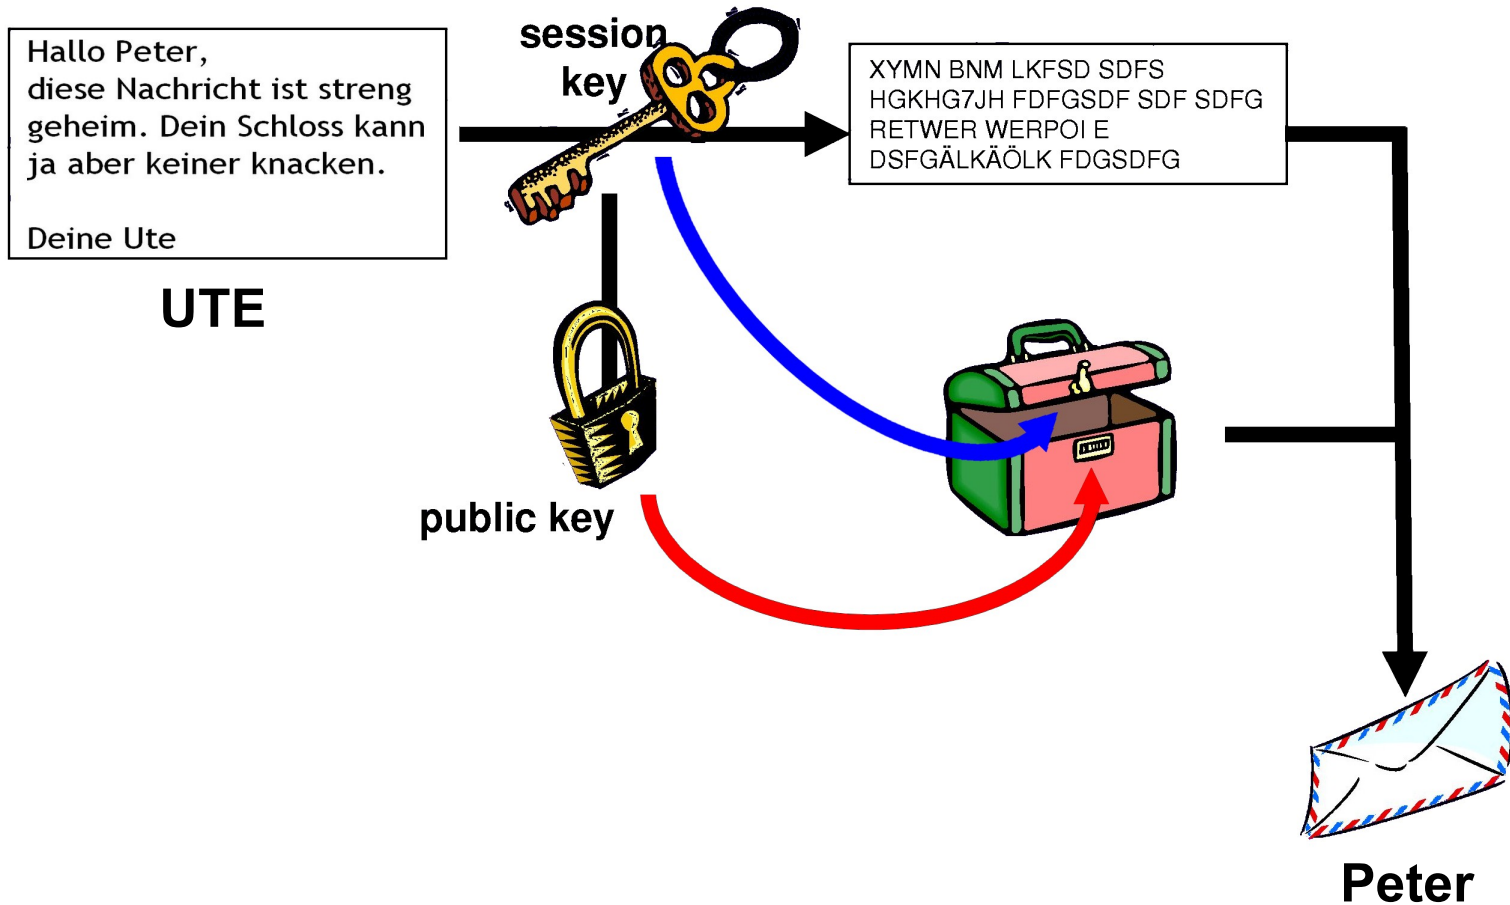 Hallo Peter,
diese Nachricht ist streng
geheim. Dein Schloss kann
ja aber keiner knacken.
Deine Ute
UTE
session
key
XYMN BNM LKFSD SDFS
HGKHG7JH FDFGSDF SDF SDFG
RETWER WERPOI E
DSFGÄLKÄÖLK FDGSDFG
public key
Peter